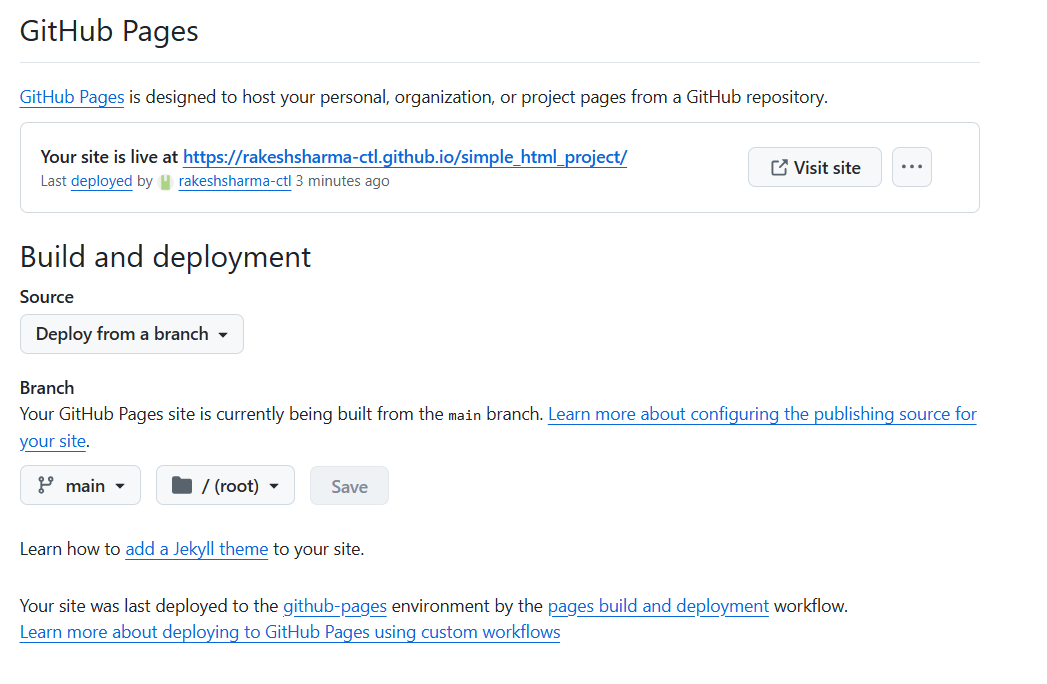 GitHub Pages
GitHub Pages is designed to host your personal, organization, or project pages from a GitHub repository.
Your site is live at https://rakeshsharma-ctl.github.io/simple_html_project/
Last deployed by rakeshsharma-ctl 3 minutes ago
Visit site
Build and deployment
Source
Deploy from a branch
Branch
Your GitHub Pages site is currently being built from the main branch. Learn more about configuring the publishing source for
your site.
main / (root) Save
Learn how to add a Jekyll theme to your site.
Your site was last deployed to the github-pages environment by the pages build and deployment workflow.
Learn more about deploying to GitHub Pages using custom workflows